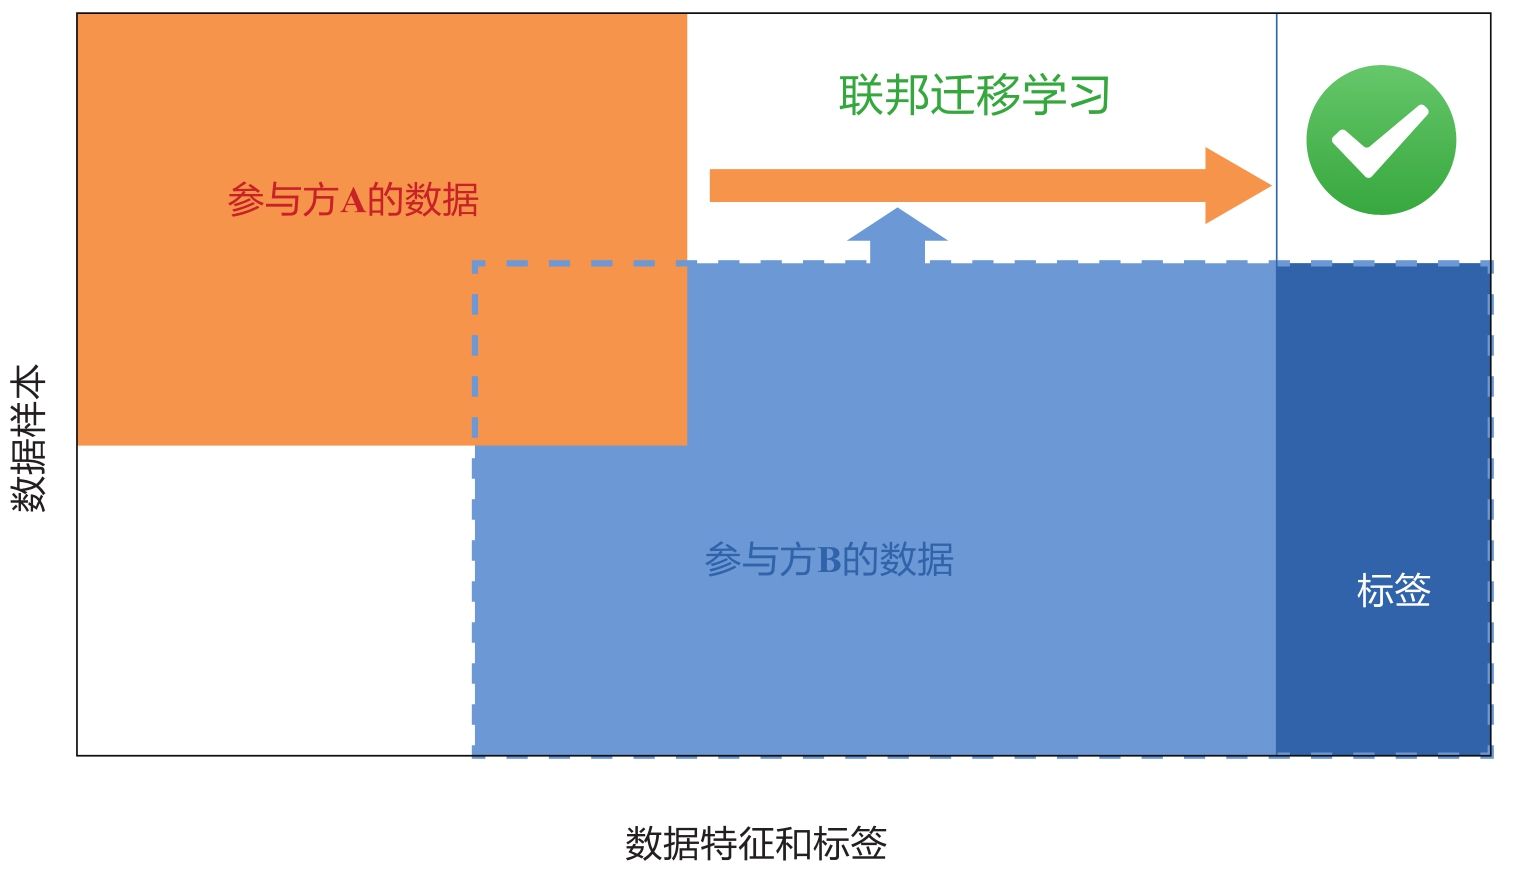 联邦迁移学习
参与方A的数据
数据样本
参与方B的数据
标签
数据特征和标签